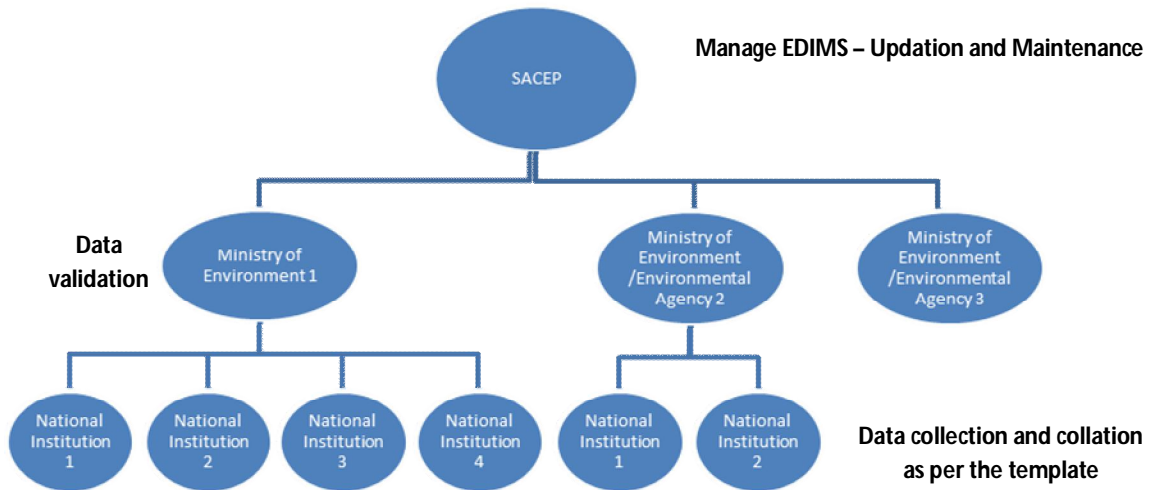 Manage EDIMS – Updation and Maintenance
SACEP
Data
validation
Ministry of
Environment 1
Ministry of
Environment
/Environmental
Agency 2
Ministry of
Environment
/Environmental
Agency 3
National
Institution
1
National
Institution
2
National
Institution
3
National
Institution
4
National
Institution
1
National
Institution
2
Data collection and collation
as per the template